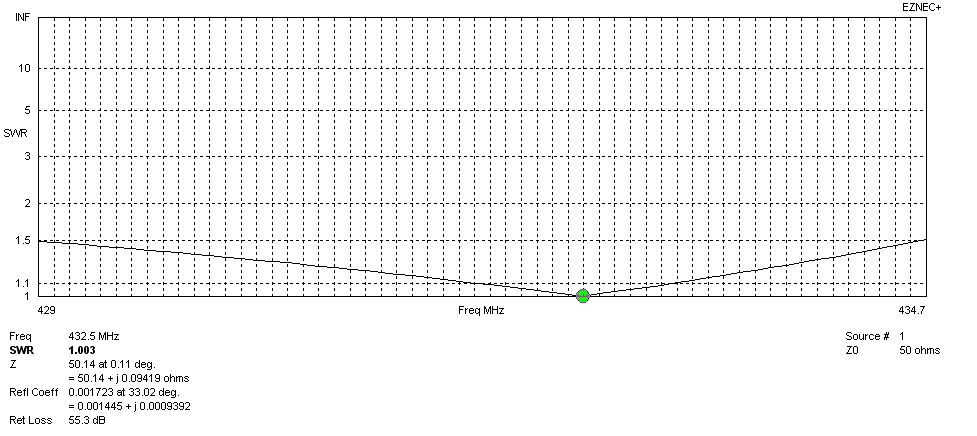 EZNEC+
INF
10
5
SWR
3
2
1.5
1.1
1
429 Freq MHz 434.7
Freq 432.5 MHz Source # 1
SWR 1.003 Z0 50 ohms
Z 50.14 at 0.11 deg.
= 50.14 + j 0.09419 ohms
Refl Coeff 0.001723 at 33.02 deg.
= 0.001445 + j 0.0009392
Ret Loss 55.3 dB